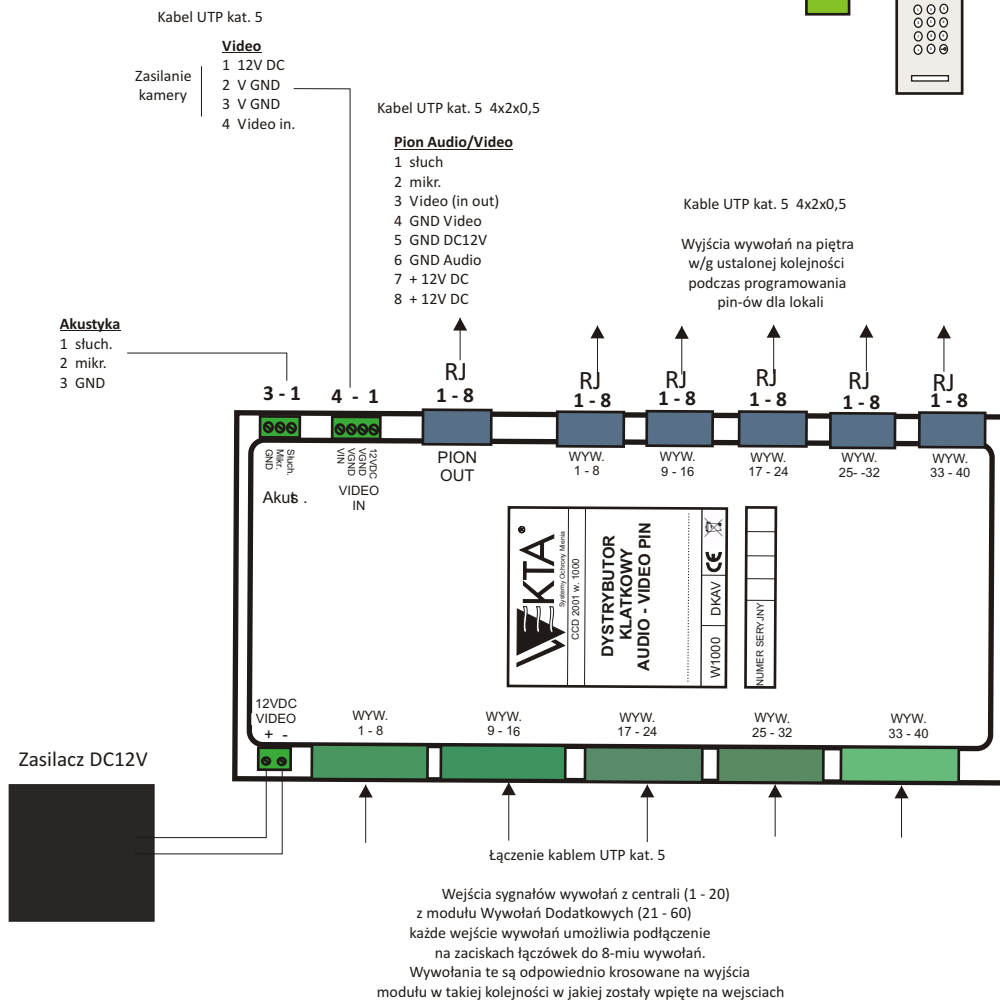 Kabel UTP kat. 5
Video
1 12V DC
2 V GND
3 V GND
4 Video in.
Zasilanie
kamery
Kabel UTP kat. 5 4x2x0,5
Pion Audio/Video
1 słuch
2 mikr.
3 Video (in out)
4 GND Video
5 GND DC12V
6 GND Audio
7 + 12V DC
8 + 12V DC
Kable UTP kat. 5 4x2x0,5
Wyjścia wywołań na piętra
w/g ustalonej kolejności
podczas programowania
pin-ów dla lokali
Akustyka
1 słuch.
2 mikr.
3 GND
3 - 1
4 - 1
RJ
1 - 8
RJ
1 - 8
RJ
1 - 8
RJ
1 - 8
RJ
1 - 8
RJ
1 - 8
Słuch.
Mikr.
GND
Akust .
12VDC
VGND
VGND
VIN
VIDEO
IN
PION
OUT
WYW.
1 - 8
WYW.
9 - 16
WYW.
17 - 24
WYW.
25- -32
WYW.
33 - 40
VEKTA®
Systemy Ochrony Mienia
CCD 2001 w. 1000
DYSTRYBUTOR
KLATKOWY
AUDIO - VIDEO PIN
W1000 DKAV CE
NUMER SERYJNY
12VDC
VIDEO
+ -
WYW.
1 - 8
WYW.
9 - 16
WYW.
17 - 24
WYW.
25 - 32
WYW.
33 - 40
Zasilacz DC12V
Łączenie kablem UTP kat. 5
Wejścia sygnałów wywołań z centrali (1 - 20)
z modułu Wywołań Dodatkowych (21 - 60)
każde wejście wywołań umożliwia podłączenie
na zaciskach łączówek do 8-miu wywołań.
Wywołania te są odpowiednio krosowane na wyjścia
modułu w takiej kolejności w jakiej zostały wpięte na wejsciach